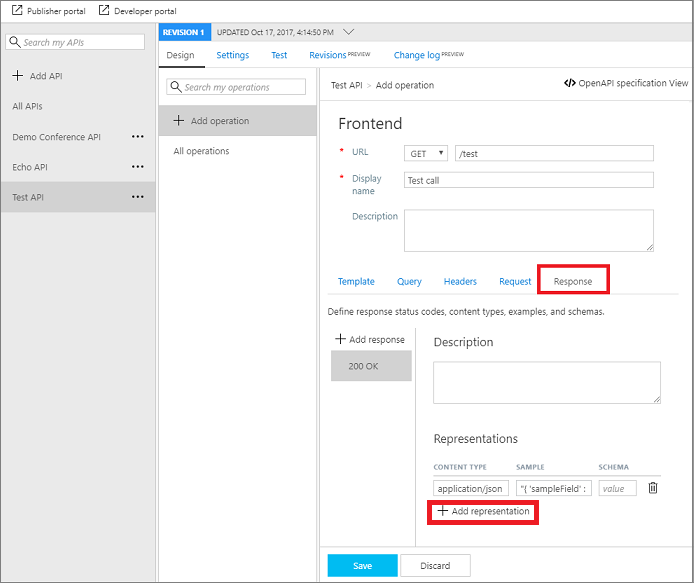 Publisher portal Developer portal
Search my APIs
Add API
All APIs
Demo Conference API
Echo API
Test API
REVISION 1 UPDATED Oct 17, 2017, 4:14:50 PM
Design Settings Test Revisions PREVIEW Change log PREVIEW
Search my operations
Add operation
All operations
Test API > Add operation
</> OpenAPI specification View
Frontend
* URL GET /test
* Display name Test call
Description
Template Query Headers Request Response
Define response status codes, content types, examples, and schemas.
Add response
200 OK
Description
Representations
CONTENT TYPE SAMPLE SCHEMA
application/json "{ 'sampleField' : value
Add representation
Save Discard